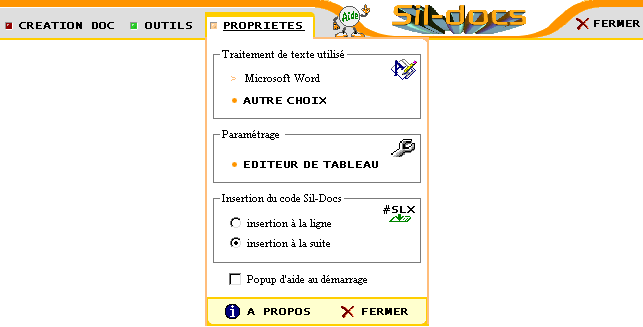 CREATION DOC OUTILS PROPRIETES Aide Sil-docs FERMER
Traitement de texte utilisé
> Microsoft Word
AUTRE CHOIX
Paramétrage
EDITEUR DE TABLEAU
Insertion du code Sil-Docs
#SLX
insertion à la ligne
insertion à la suite
Popup d'aide au démarrage
A PROPOS FERMER